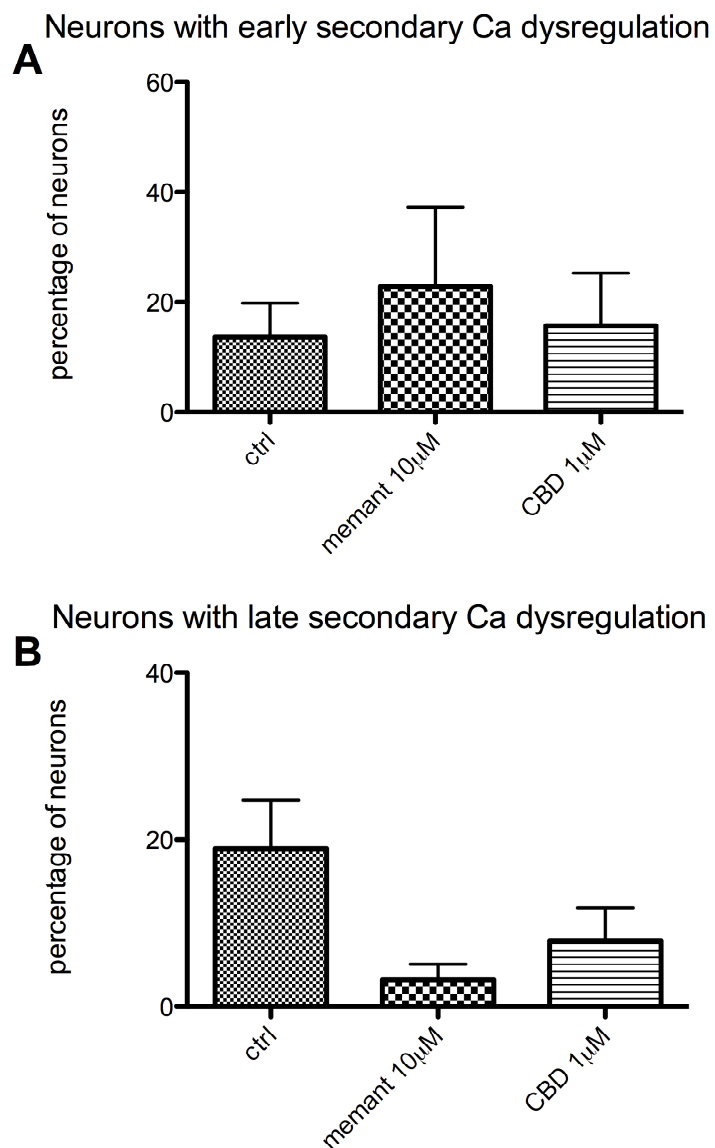 Neurons with early secondary Ca dysregulation
A
percentage of neurons
60
40
20
0
ctrl
memant 10μM
CBD 1μM
Neurons with late secondary Ca dysregulation
B
percentage of neurons
40
20
0
ctrl
memant 10μM
CBD 1μM